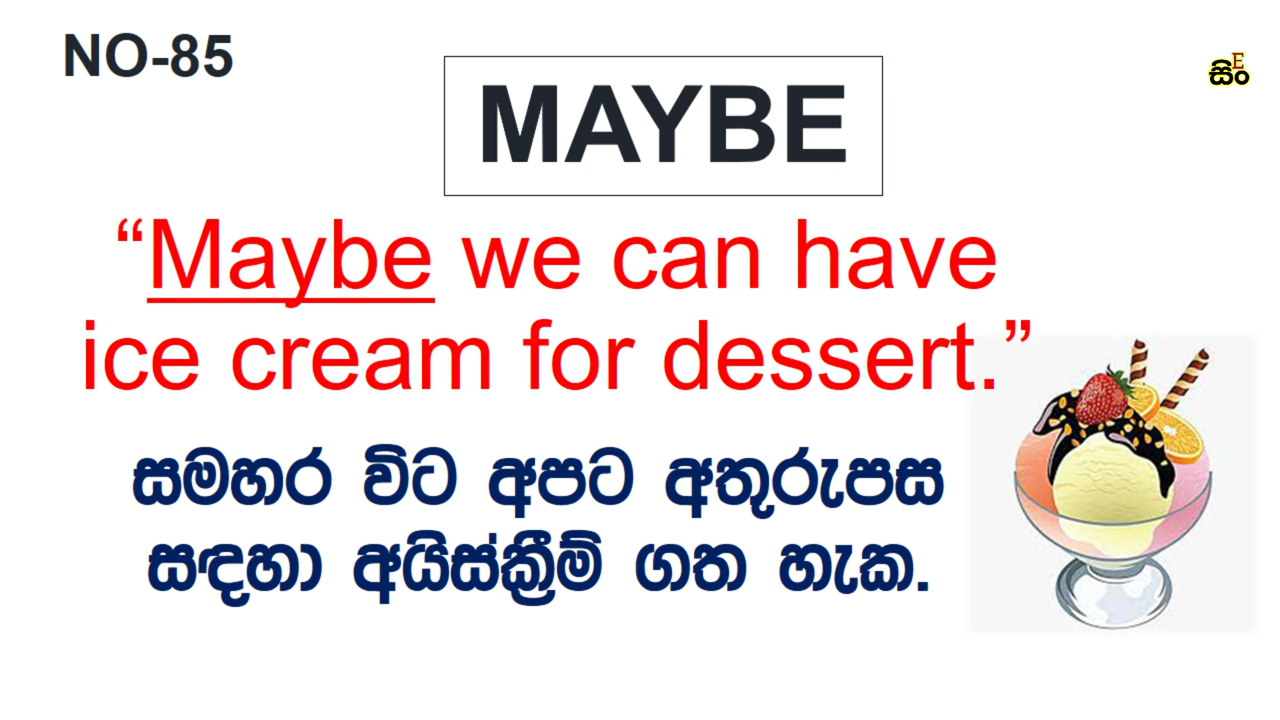 NO-85
සිං
E
MAYBE
“Maybe we can have
ice cream for dessert.”
සමහර විට අපට අතුරුපස
සඳහා අයිස්ක්‍රීම් ගත හැක.